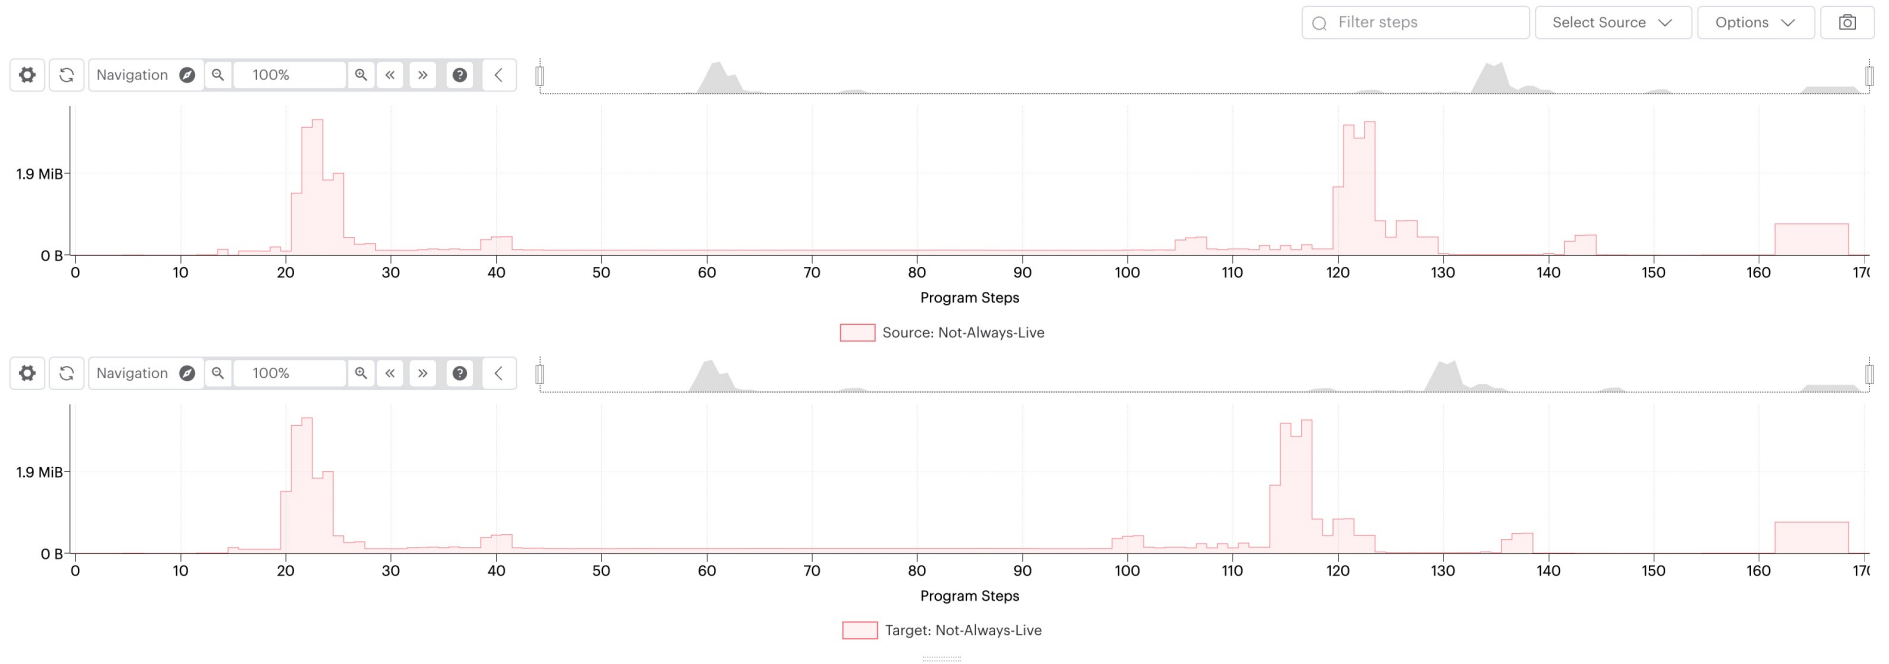 Filter steps Select Source Options
Navigation 100%
1.9 MiB
0 B
0 10 20 30 40 50 60 70 80 90 100 110 120 130 140 150 160 170
Program Steps
Source: Not-Always-Live
Navigation 100%
1.9 MiB
0 B
0 10 20 30 40 50 60 70 80 90 100 110 120 130 140 150 160 170
Program Steps
Target: Not-Always-Live